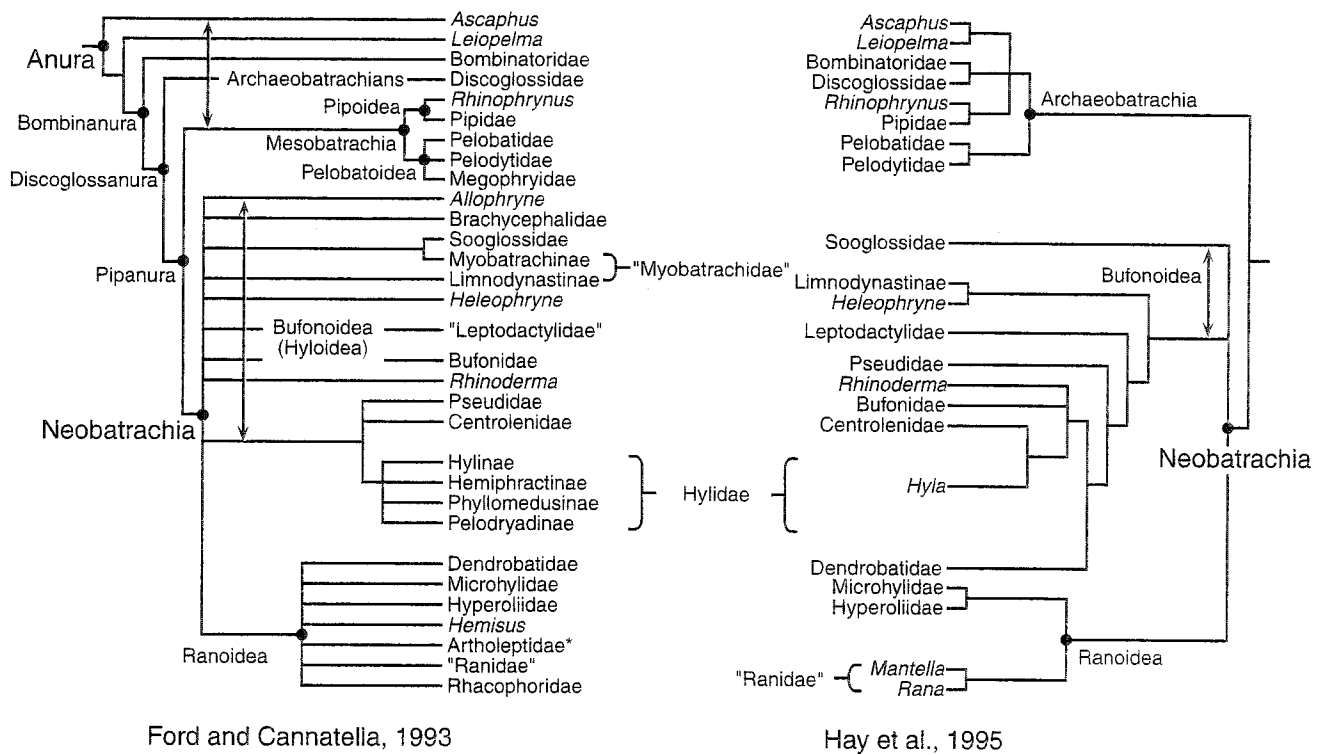 Ascaphus
Leiopelma
Anura
Bombinatoridae
Archaeobatrachians
Discoglossidae
Pipoidea
Rhinophrynus
Bombinanura
Pipidae
Mesobatrachia
Pelobatidae
Pelodytidae
Discoglossanura
Pelobatoidea
Megophryidae
Allophryne
Brachycephalidae
Sooglossidae
Pipanura
Myobatrachinae
"Myobatrachidae"
Limnodynastinae
Heleophryne
Bufonoidea
(Hyloidea)
"Leptodactylidae"
Bufonidae
Rhinoderma
Pseudidae
Neobatrachia
Centrolenidae
Hylinae
Hemiphractinae
Hylidae
Phyllomedusinae
Pelodryadinae
Dendrobatidae
Microhylidae
Hyperoliidae
Hemisus
Ranoidea
Artholeptidae*
"Ranidae"
Rhacophoridae
Ford and Cannatella, 1993
Ascaphus
Leiopelma
Bombinatoridae
Discoglossidae
Rhinophrynus
Archaeobatrachia
Pipidae
Pelobatidae
Pelodytidae
Sooglossidae
Bufonoidea
Limnodynastinae
Heleophryne
Leptodactylidae
Pseudidae
Rhinoderma
Bufonidae
Centrolenidae
Neobatrachia
Hyla
Dendrobatidae
Microhylidae
Hyperoliidae
Ranoidea
"Ranidae"
Mantella
Rana
Hay et al., 1995